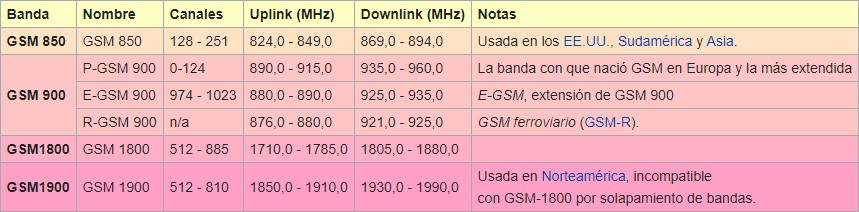 Banda Nombre Canales Uplink (MHz) Downlink (MHz) Notas
GSM 850 GSM 850 128 - 251 824,0 - 849,0 869,0 - 894,0 Usada en los EE.UU., Sudamérica y Asia.
GSM 900 P-GSM 900 0-124 890,0 - 915,0 935,0 - 960,0 La banda con que nació GSM en Europa y la más extendida
E-GSM 900 974 - 1023 880,0 - 890,0 925,0 - 935,0 E-GSM, extensión de GSM 900
R-GSM 900 n/a 876,0 - 880,0 921,0 - 925,0 GSM ferroviario (GSM-R).
GSM1800 GSM 1800 512 - 885 1710,0 - 1785,0 1805,0 - 1880,0
GSM1900 GSM 1900 512 - 810 1850,0 - 1910,0 1930,0 - 1990,0 Usada en Norteamérica, incompatible
con GSM-1800 por solapamiento de bandas.